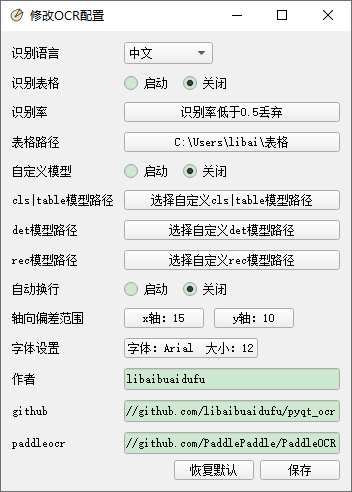 修改OCR配置
识别语言 中文
识别表格 启动 关闭
识别率 识别率低于0.5丢弃
表格路径 C:\Users\libai\表格
自定义模型 启动 关闭
cls|table模型路径 选择自定义cls|table模型路径
det模型路径 选择自定义det模型路径
rec模型路径 选择自定义rec模型路径
自动换行 启动 关闭
轴向偏差范围 x轴: 15 y轴: 10
字体设置 字体: Arial 大小: 12
作者 libaibuaidufu
github //github.com/libaibuaidufu/pyqt_ocr
paddleocr //github.com/PaddlePaddle/PaddleOCR
恢复默认 保存